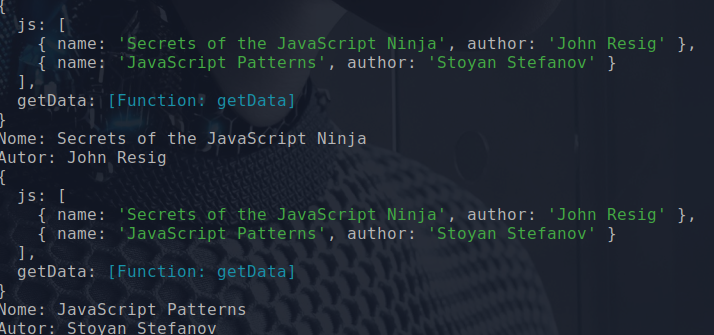 {
  js: [
    { name: 'Secrets of the JavaScript Ninja', author: 'John Resig' },
    { name: 'JavaScript Patterns', author: 'Stoyan Stefanov' }
  ],
  getData: [Function: getData]
}
Nome: Secrets of the JavaScript Ninja
Autor: John Resig
{
  js: [
    { name: 'Secrets of the JavaScript Ninja', author: 'John Resig' },
    { name: 'JavaScript Patterns', author: 'Stoyan Stefanov' }
  ],
  getData: [Function: getData]
}
Nome: JavaScript Patterns
Autor: Stoyan Stefanov